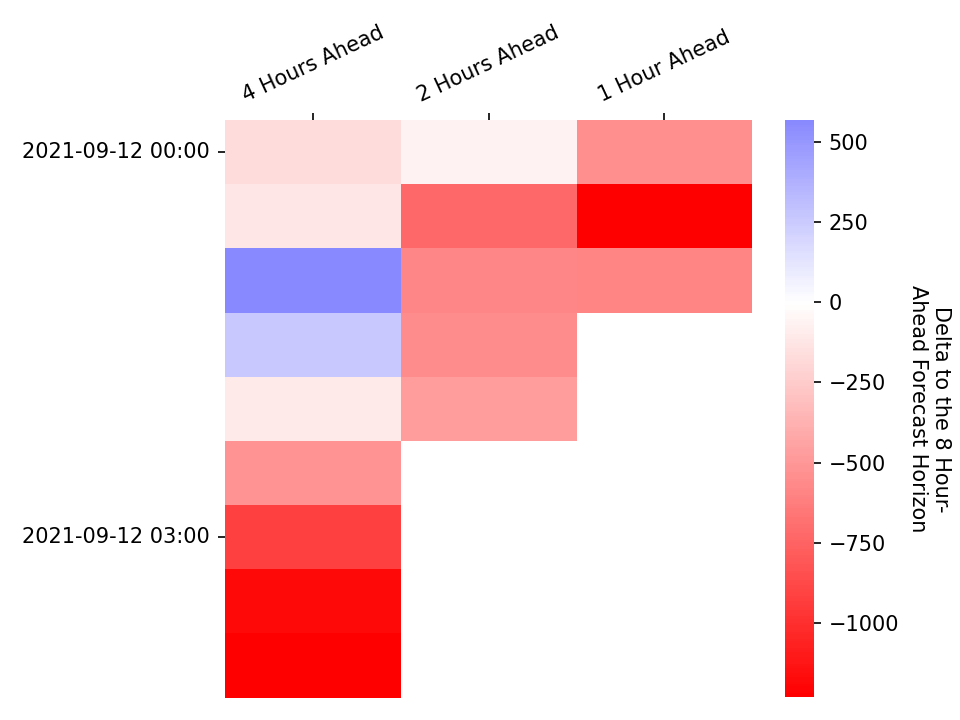 4 Hours Ahead
2 Hours Ahead
1 Hour Ahead
2021-09-12 00:00
2021-09-12 03:00
500
250
0
−250
−500
−750
−1000
Delta to the 8 Hour-
Ahead Forecast Horizon